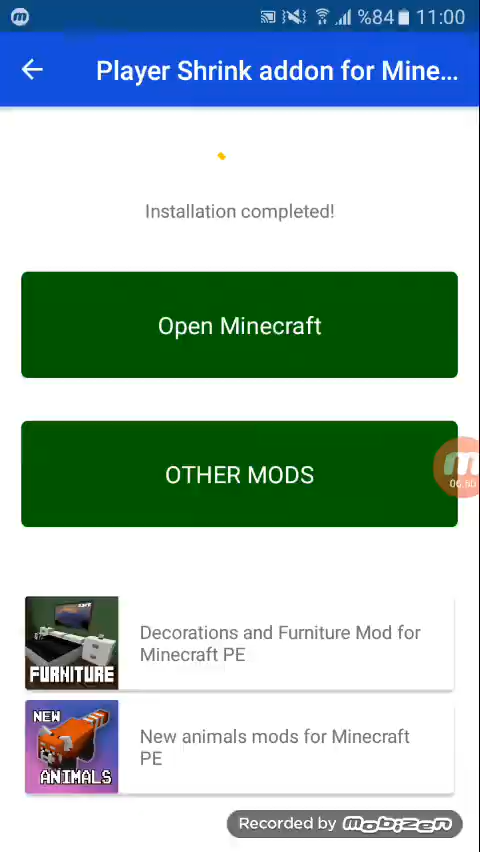 %84 11:00
Player Shrink addon for Mine...
Installation completed!
Open Minecraft
OTHER MODS
FURNITURE
Decorations and Furniture Mod for
Minecraft PE
NEW
ANIMALS
New animals mods for Minecraft
PE
Recorded by mobizen